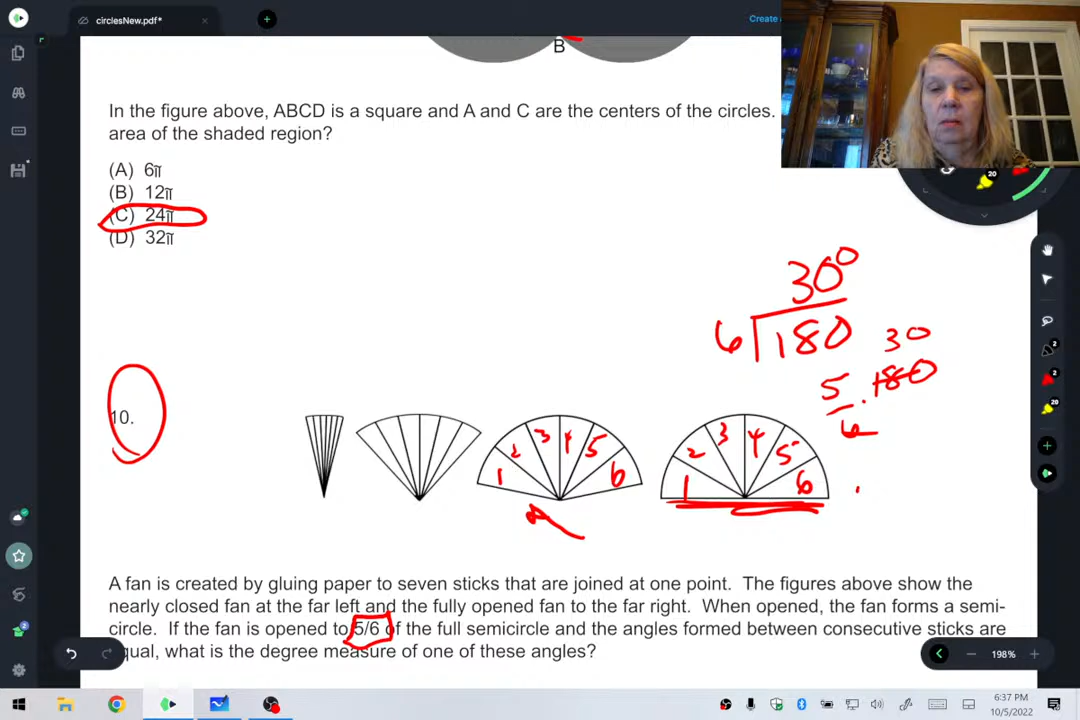 circlesNew.pdf*
Create a
B
In the figure above, ABCD is a square and A and C are the centers of the circles.
area of the shaded region?
(A) 6π
(B) 12π
(C) 24π
(D) 32π
30°
6 180
30
5 . 180
6
10.
1 2 3 4 5 6
1 2 3 4 5 6
A fan is created by gluing paper to seven sticks that are joined at one point. The figures above show the
nearly closed fan at the far left and the fully opened fan to the far right. When opened, the fan forms a semi-
circle. If the fan is opened to 5/6 of the full semicircle and the angles formed between consecutive sticks are
qual, what is the degree measure of one of these angles?
198%
6:37 PM
10/5/2022